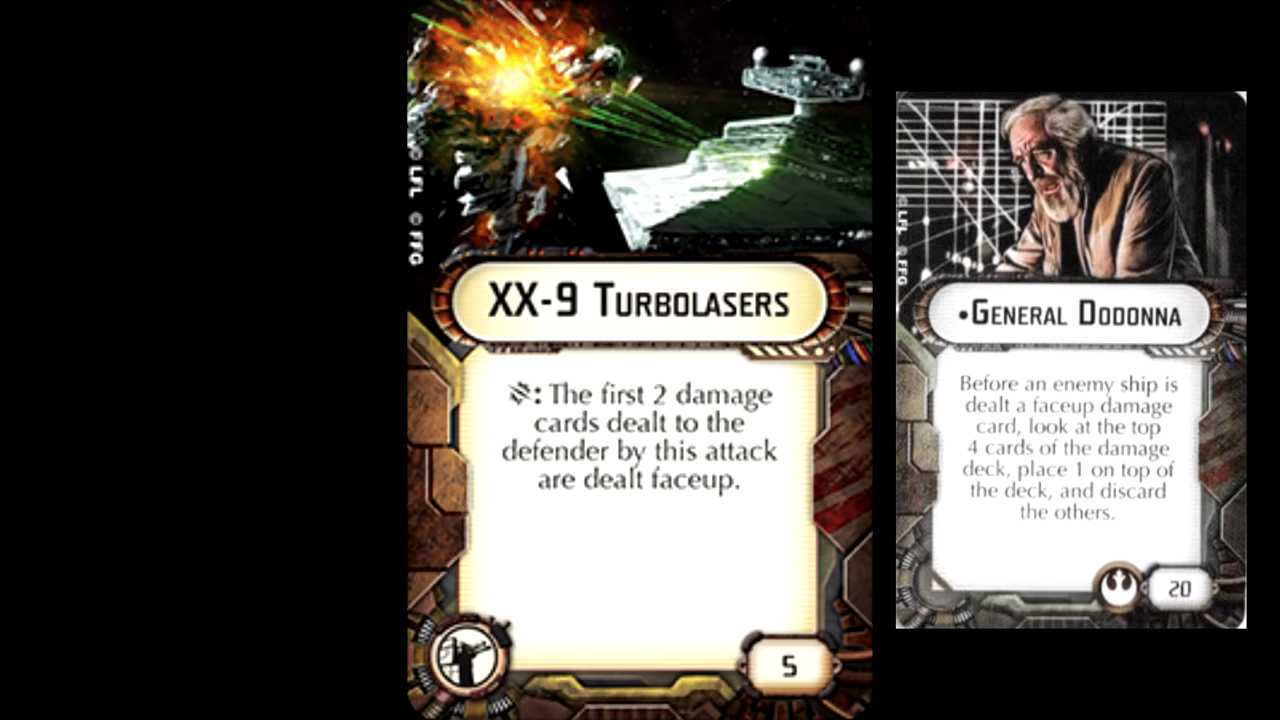 © LFL © FFG
XX-9 TURBOLASERS
: The first 2 damage
cards dealt to the
defender by this attack
are dealt faceup.
5
© LFL © FFG
•GENERAL DODONNA
Before an enemy ship is
dealt a faceup damage
card, look at the top
4 cards of the damage
deck, place 1 on top of
the deck, and discard
the others.
20